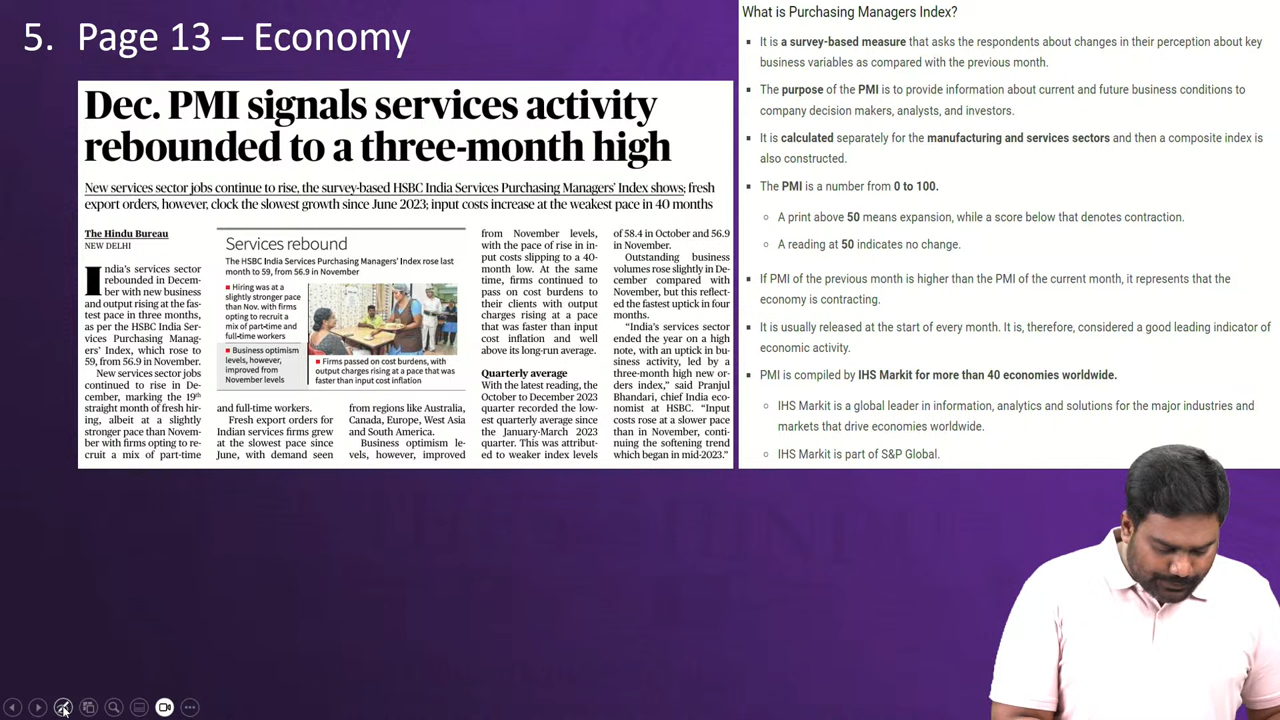 5. Page 13 – Economy
Dec. PMI signals services activity
rebounded to a three-month high
New services sector jobs continue to rise, the survey-based HSBC India Services Purchasing Managers' Index shows; fresh
export orders, however, clock the slowest growth since June 2023; input costs increase at the weakest pace in 40 months
The Hindu Bureau
NEW DELHI
India's services sector
rebounded in Decem-
ber with new business
and output rising at the fas-
test pace in three months,
as per the HSBC India Ser-
vices Purchasing Manag-
ers' Index, which rose to
59, from 56.9 in November.
New services sector jobs
continued to rise in De-
cember, marking the 19th
straight month of fresh hir-
ing, albeit at a slightly
stronger pace than Novem-
ber with firms opting to re-
cruit a mix of part-time
Services rebound
The HSBC India Services Purchasing Managers' Index rose last
month to 59, from 56.9 in November
■ Hiring was at a
slightly stronger pace
than Nov. with firms
opting to recruit a
mix of part-time and
full-time workers
■ Business optimism
levels, however,
improved from
November levels
■ Firms passed on cost burdens, with
output charges rising at a pace that was
faster than input cost inflation
and full-time workers.
Fresh export orders for
Indian services firms grew
at the slowest pace since
June, with demand seen
from regions like Australia,
Canada, Europe, West Asia
and South America.
Business optimism le-
vels, however, improved
from November levels,
with the pace of rise in in-
put costs slipping to a 40-
month low. At the same
time, firms continued to
pass on cost burdens to
their clients with output
charges rising at a pace
that was faster than input
cost inflation and well
above its long-run average.
Quarterly average
With the latest reading, the
October to December 2023
quarter recorded the low-
est quarterly average since
the January-March 2023
quarter. This was attribut-
ed to weaker index levels
of 58.4 in October and 56.9
in November.
Outstanding business
volumes rose slightly in De-
cember compared with
November, but this reflect-
ed the fastest uptick in four
months.
"India's services sector
ended the year on a high
note, with an uptick in bu-
siness activity, led by a
three-month high new or-
ders index," said Pranjul
Bhandari, chief India eco-
nomist at HSBC. "Input
costs rose at a slower pace
than in November, conti-
nuing the softening trend
which began in mid-2023."
What is Purchasing Managers Index?
▪ It is a survey-based measure that asks the respondents about changes in their perception about key
business variables as compared with the previous month.
▪ The purpose of the PMI is to provide information about current and future business conditions to
company decision makers, analysts, and investors.
▪ It is calculated separately for the manufacturing and services sectors and then a composite index is
also constructed.
▪ The PMI is a number from 0 to 100.
○ A print above 50 means expansion, while a score below that denotes contraction.
○ A reading at 50 indicates no change.
▪ If PMI of the previous month is higher than the PMI of the current month, it represents that the
economy is contracting.
▪ It is usually released at the start of every month. It is, therefore, considered a good leading indicator of
economic activity.
▪ PMI is compiled by IHS Markit for more than 40 economies worldwide.
○ IHS Markit is a global leader in information, analytics and solutions for the major industries and
markets that drive economies worldwide.
○ IHS Markit is part of S&P Global.